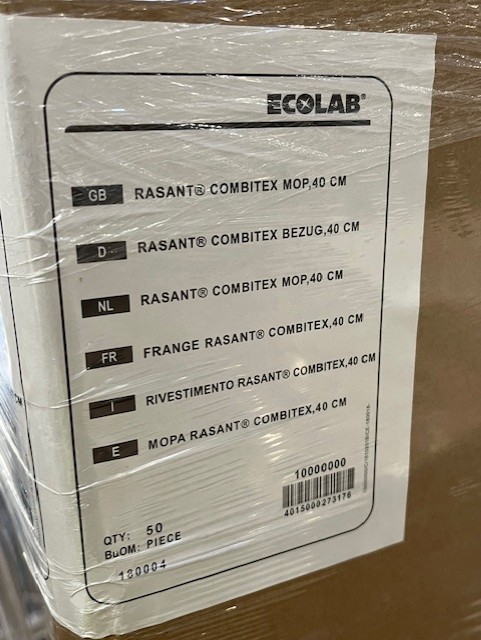 ECOLAB®
GB RASANT® COMBITEX MOP,40 CM
D RASANT® COMBITEX BEZUG,40 CM
NL RASANT® COMBITEX MOP,40 CM
FR FRANGE RASANT® COMBITEX,40 CM
I RIVESTIMENTO RASANT® COMBITEX,40 CM
E MOPA RASANT® COMBITEX,40 CM
10000000
4015000273176
QTY: 50
BUOM: PIECE
CM